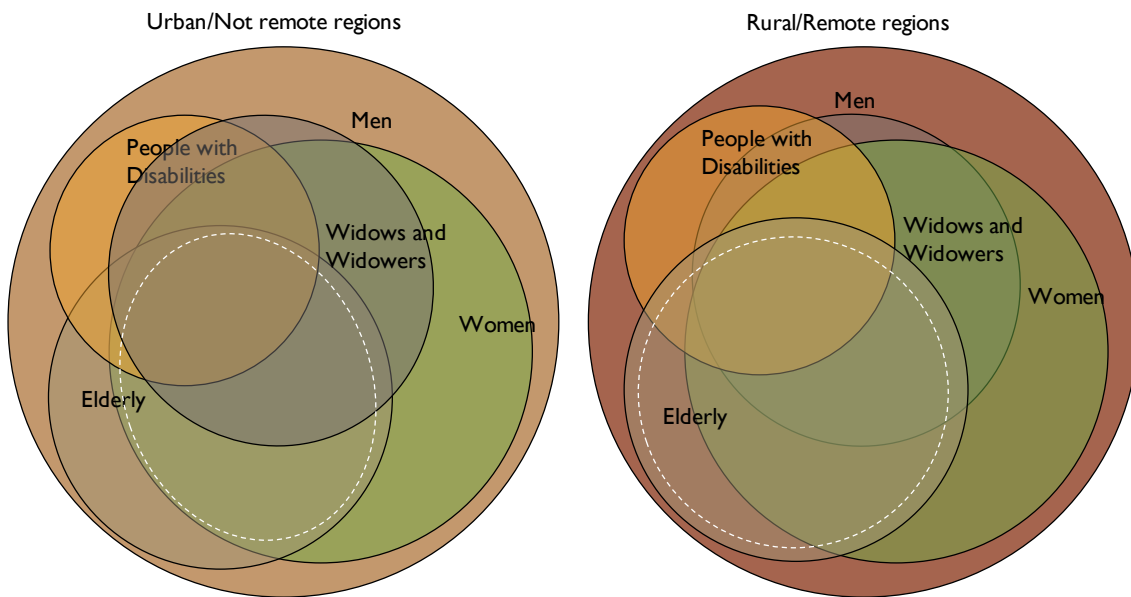 Urban/Not remote regions
Men
People with
Disabilities
Widows and
Widowers
Women
Elderly
Rural/Remote regions
Men
People with
Disabilities
Widows and
Widowers
Women
Elderly